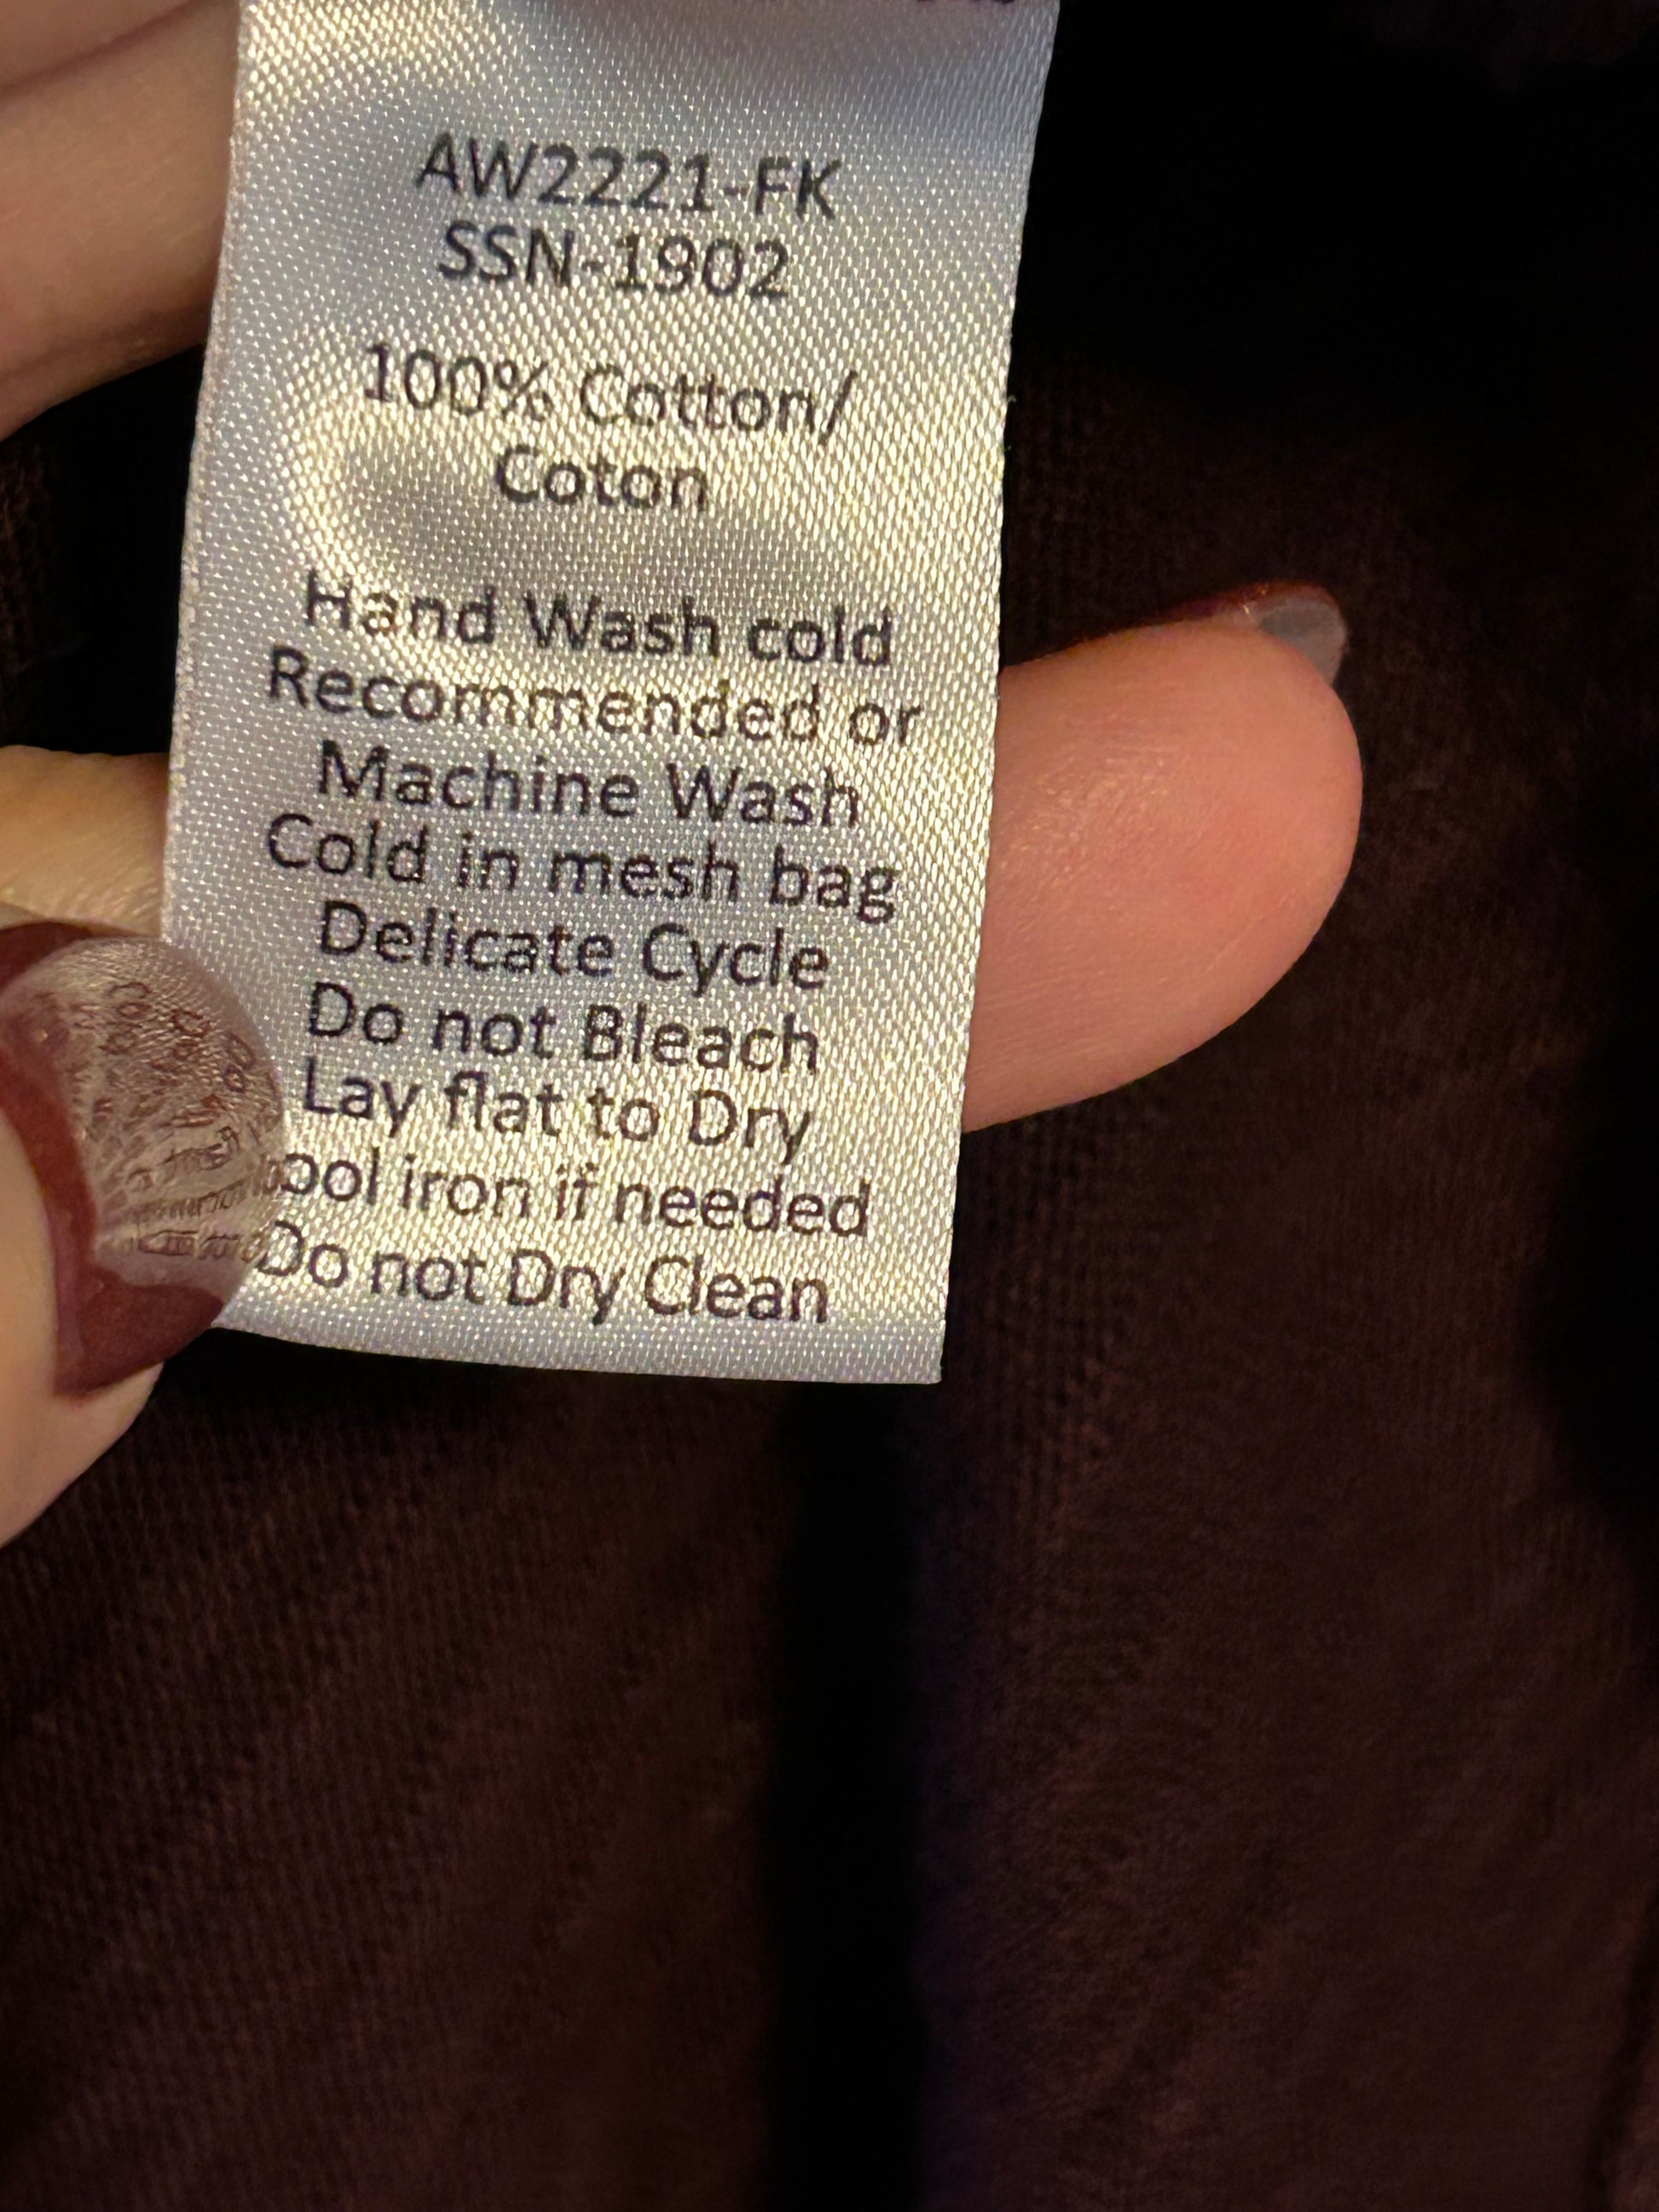 AW2221-FK
SSN-1902
100% Cotton/
Coton
Hand Wash cold
Recommended or
Machine Wash
Cold in mesh bag
Delicate Cycle
Do not Bleach
Lay flat to Dry
ool iron if needed
Do not Dry Clean